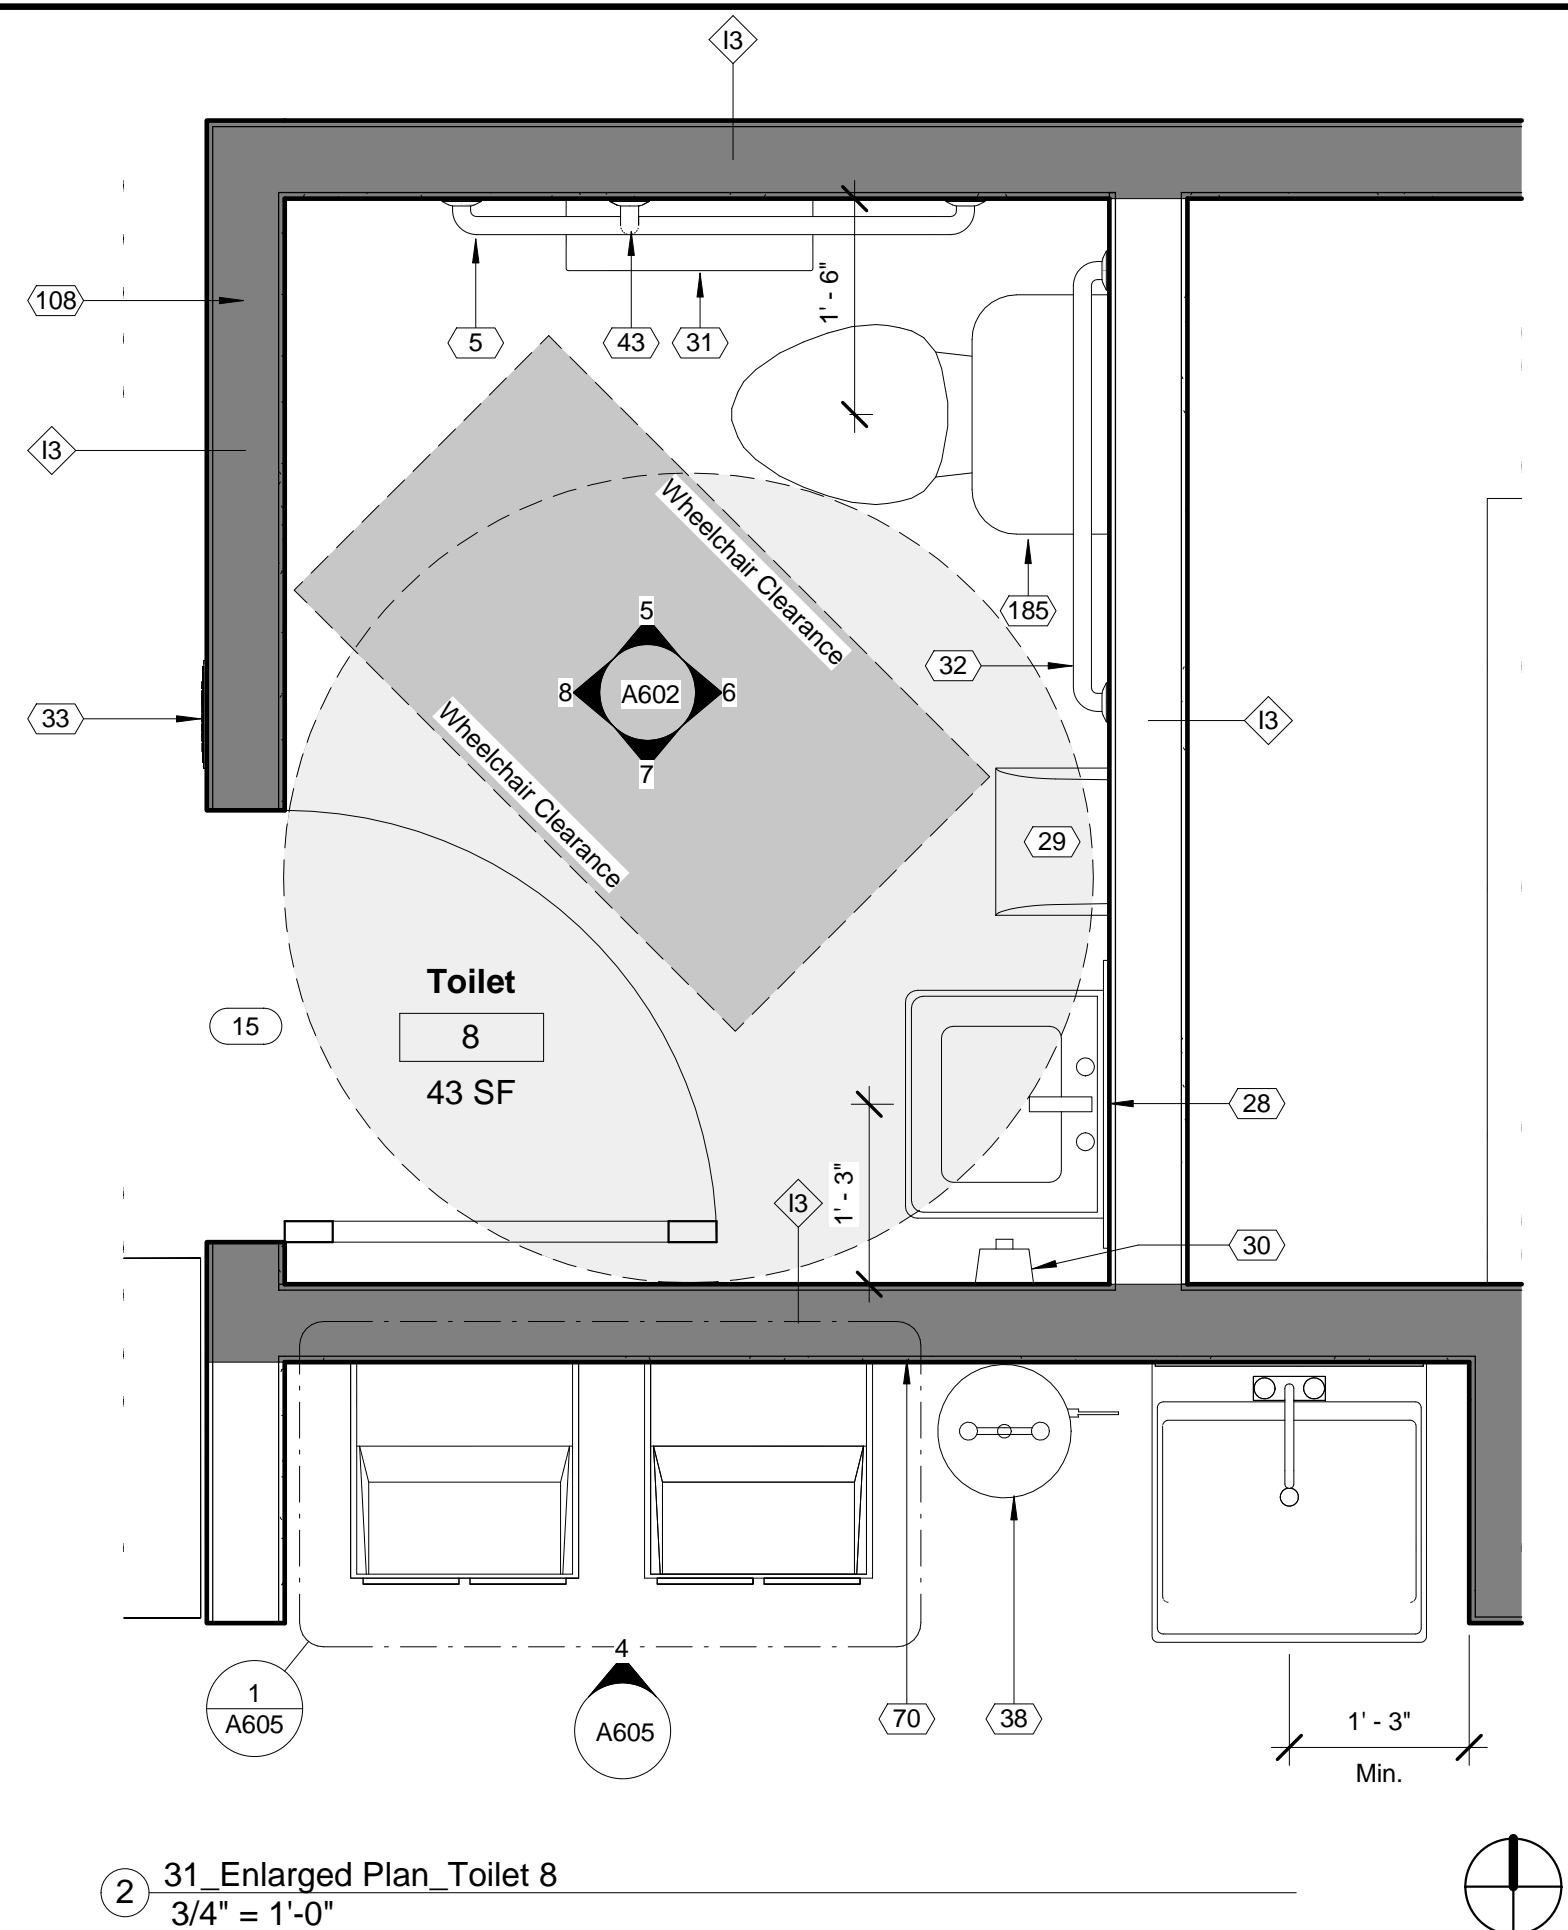 I3
108
5
43
31
1' - 6"
I3
Wheelchair Clearance
185
5
32
8
A602
6
33
I3
Wheelchair Clearance
7
29
Toilet
15
8
43 SF
28
I3
1' - 3"
30
4
1
A605
A605
70
38
1' - 3"
Min.
2
31_Enlarged Plan_Toilet 8
3/4" = 1'-0"